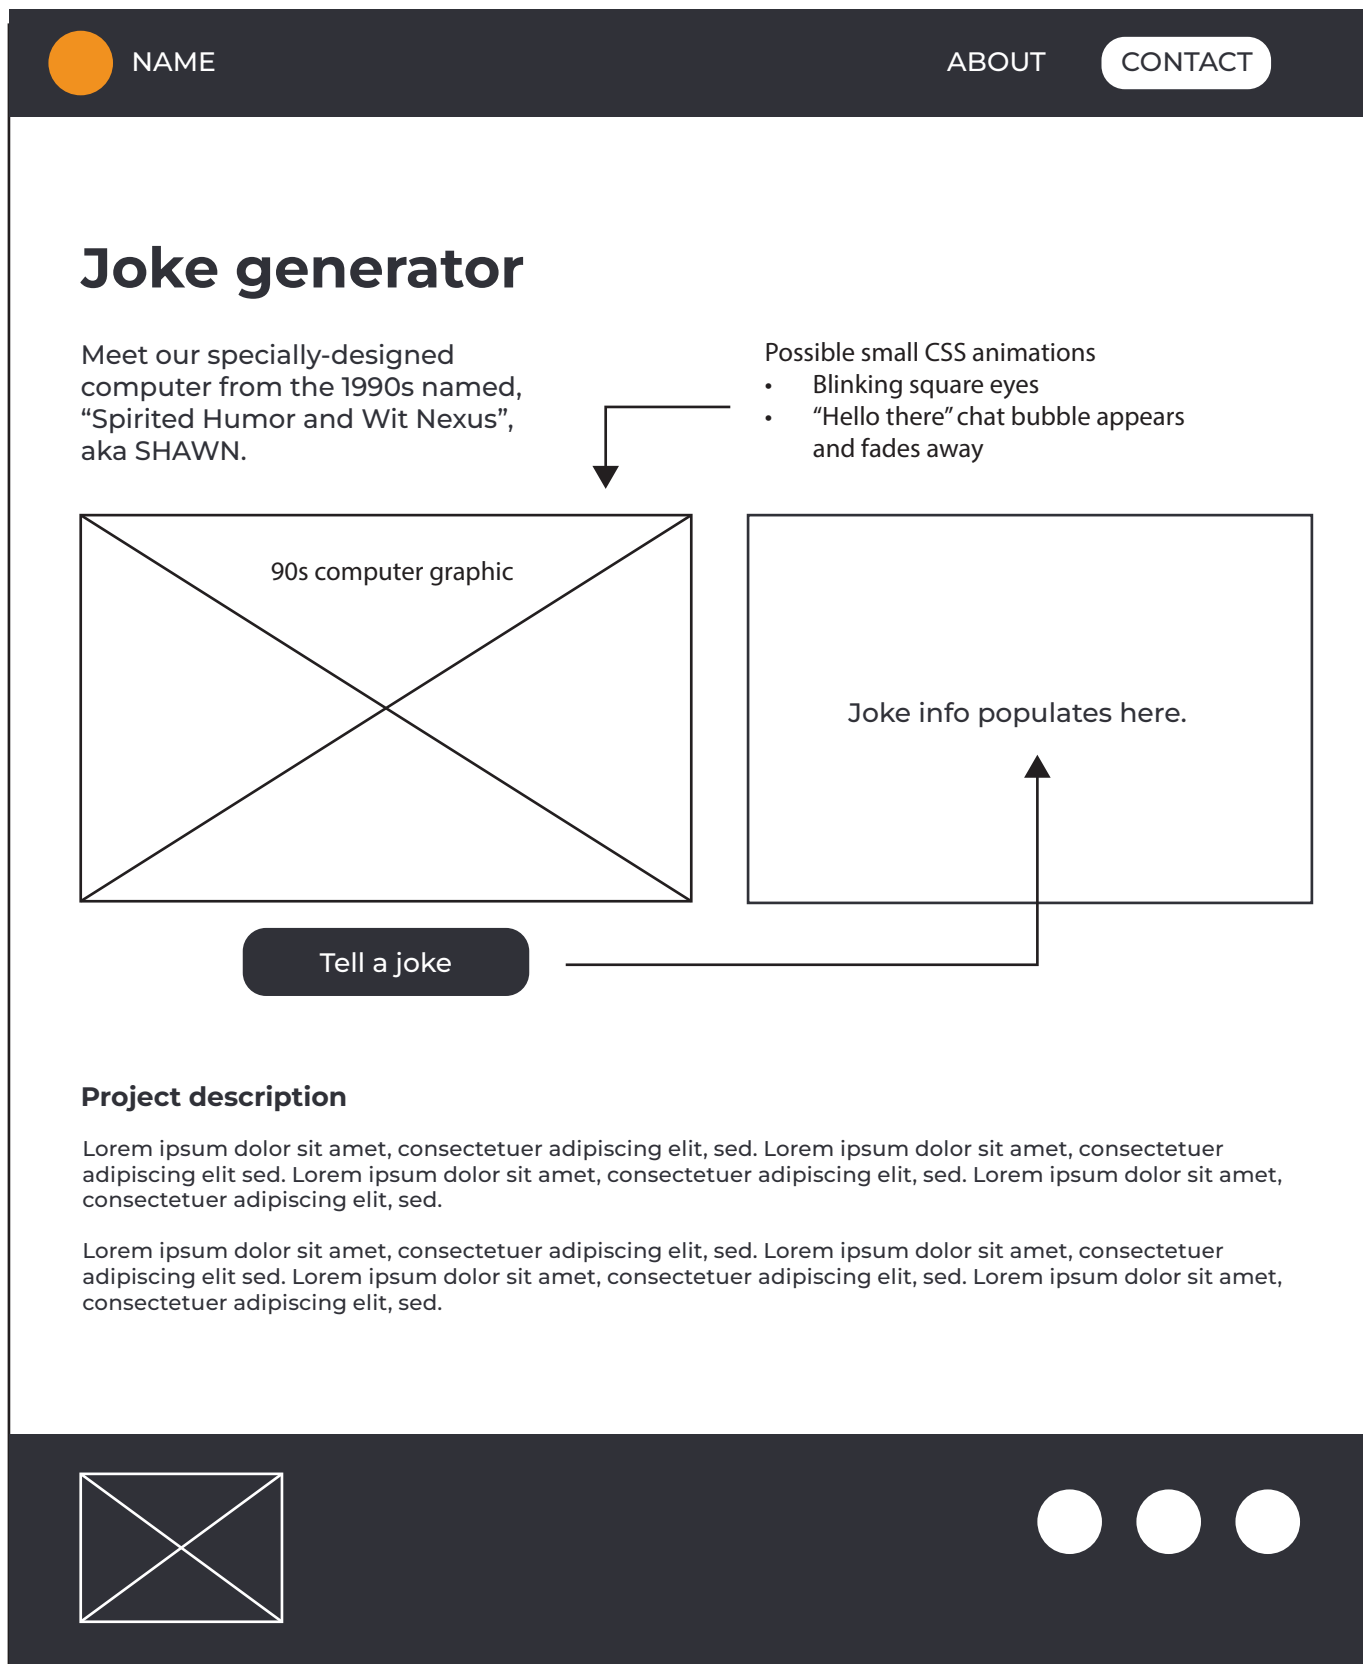 NAME
ABOUT
CONTACT
Joke generator
Meet our specially-designed
computer from the 1990s named,
“Spirited Humor and Wit Nexus”,
aka SHAWN.
Possible small CSS animations
• Blinking square eyes
• “Hello there” chat bubble appears
and fades away
90s computer graphic
Joke info populates here.
Tell a joke
Project description
Lorem ipsum dolor sit amet, consectetuer adipiscing elit, sed. Lorem ipsum dolor sit amet, consectetuer
adipiscing elit sed. Lorem ipsum dolor sit amet, consectetuer adipiscing elit, sed. Lorem ipsum dolor sit amet,
consectetuer adipiscing elit, sed.
Lorem ipsum dolor sit amet, consectetuer adipiscing elit, sed. Lorem ipsum dolor sit amet, consectetuer
adipiscing elit sed. Lorem ipsum dolor sit amet, consectetuer adipiscing elit, sed. Lorem ipsum dolor sit amet,
consectetuer adipiscing elit, sed.